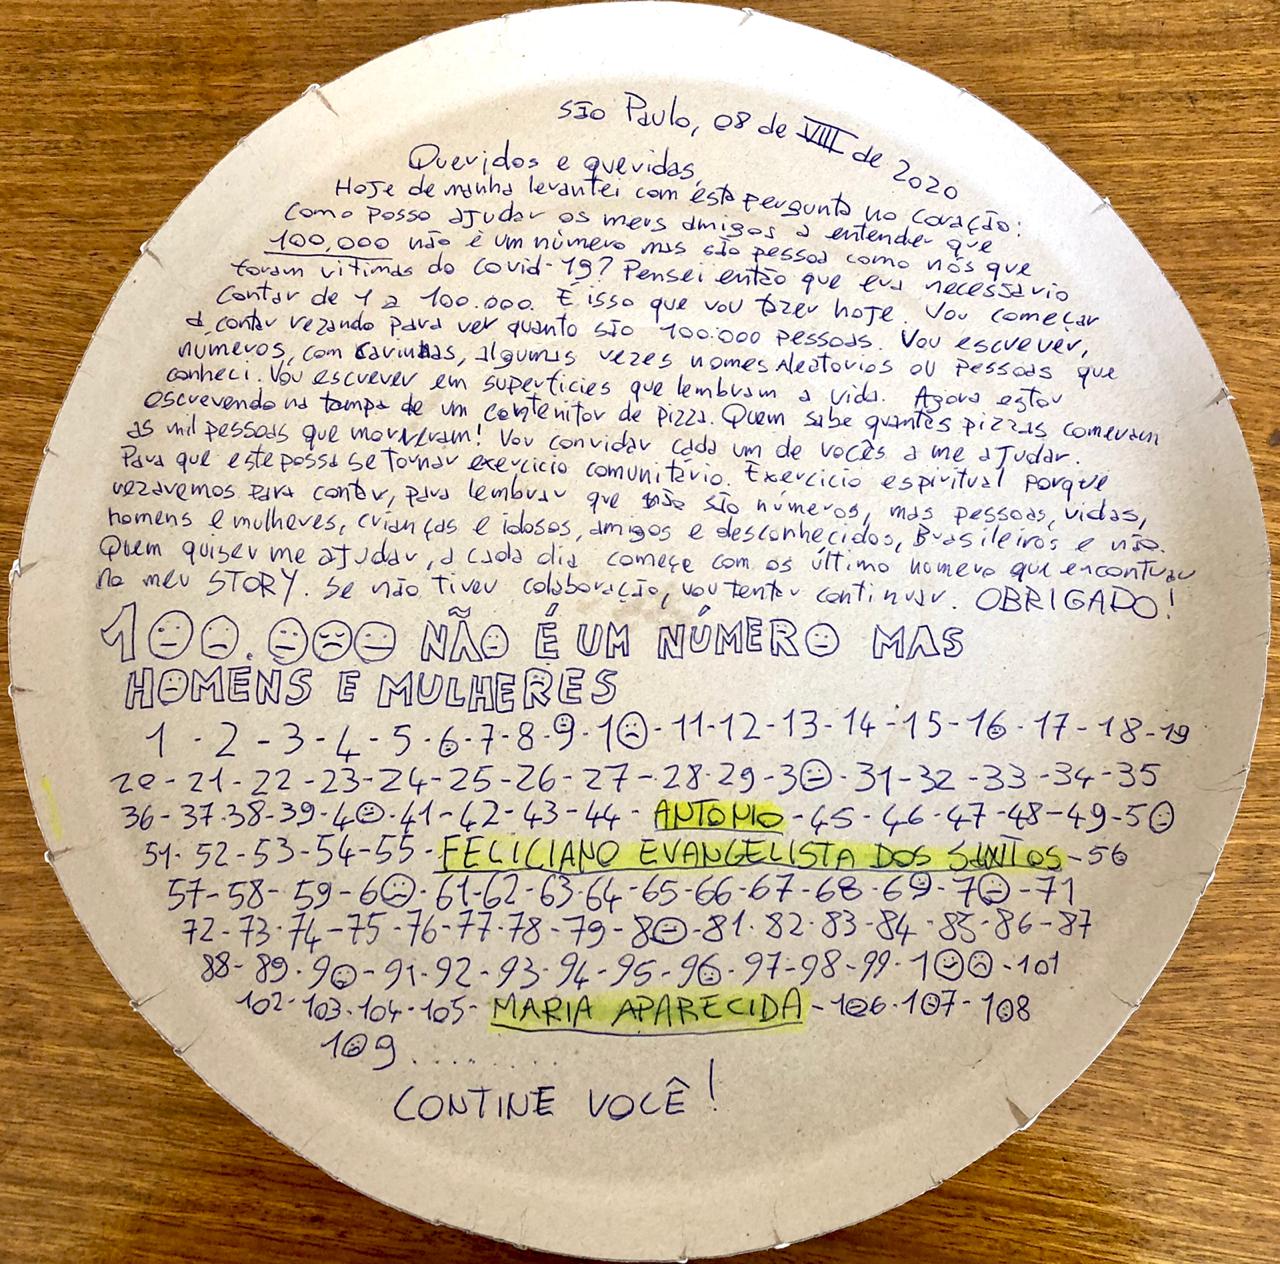 São Paulo, 08 de VIII de 2020
Queridos e queridas,
Hoje de manha levantei com esta pergunta no coração:
Como posso ajudar os meus amigos a entender que
100.000 não é um número mas são pessoa como nós que
foram vitimas do Covid-19? Pensei então que era necessario
Contar de 1 a 100.000. E isso que vou fazer hoje. Vou começar
a contar rezando para ver quanto são 100.000 pessoas. Vou escrever,
numeros, com carinhas, algumas vezes nomes Aleatorios ou pessoas que
conheci. Vou escrever em superficies que lembram a vida. Agora estou
escrevendo na tampa de um contenitor de pizza. Quem sabe quantas pizzas comeram
as mil pessoas que morreram! Vou convidar cada um de vocês a me ajudar.
Para que este possa se tornar exercicio comunitário. Exercicio espiritual porque
rezaremos para contar, para lembrar que não são números, mas pessoas, vidas,
homens e mulheres, crianças e idosos, amigos e desconhecidos, Brasileiros e não.
Quem quiser me ajudar, a cada dia começe com os último numero que encontrar
no meu STORY. Se não tiver colaboração, vou tentar continuar. OBRIGADO!
100.000 NÃO É UM NÚMERO MAS
HOMENS E MULHERES
1 - 2 - 3 - 4 - 5 - 6 - 7 - 8 - 9 - 10 - 11 - 12 - 13 - 14 - 15 - 16 - 17 - 18 - 19
20 - 21 - 22 - 23 - 24 - 25 - 26 - 27 - 28 - 29 - 30 - 31 - 32 - 33 - 34 - 35
36 - 37 - 38 - 39 - 40 - 41 - 42 - 43 - 44 - ANTONIO - 45 - 46 - 47 - 48 - 49 - 50
51 - 52 - 53 - 54 - 55 - FELICIANO EVANGELISTA DOS SANTOS - 56
57 - 58 - 59 - 60 - 61 - 62 - 63 - 64 - 65 - 66 - 67 - 68 - 69 - 70 - 71
72 - 73 - 74 - 75 - 76 - 77 - 78 - 79 - 80 - 81 - 82 - 83 - 84 - 85 - 86 - 87
88 - 89 - 90 - 91 - 92 - 93 - 94 - 95 - 96 - 97 - 98 - 99 - 100 - 101
102 - 103 - 104 - 105 - MARIA APARECIDA - 106 - 107 - 108
109 ........
CONTINE VOCÊ!